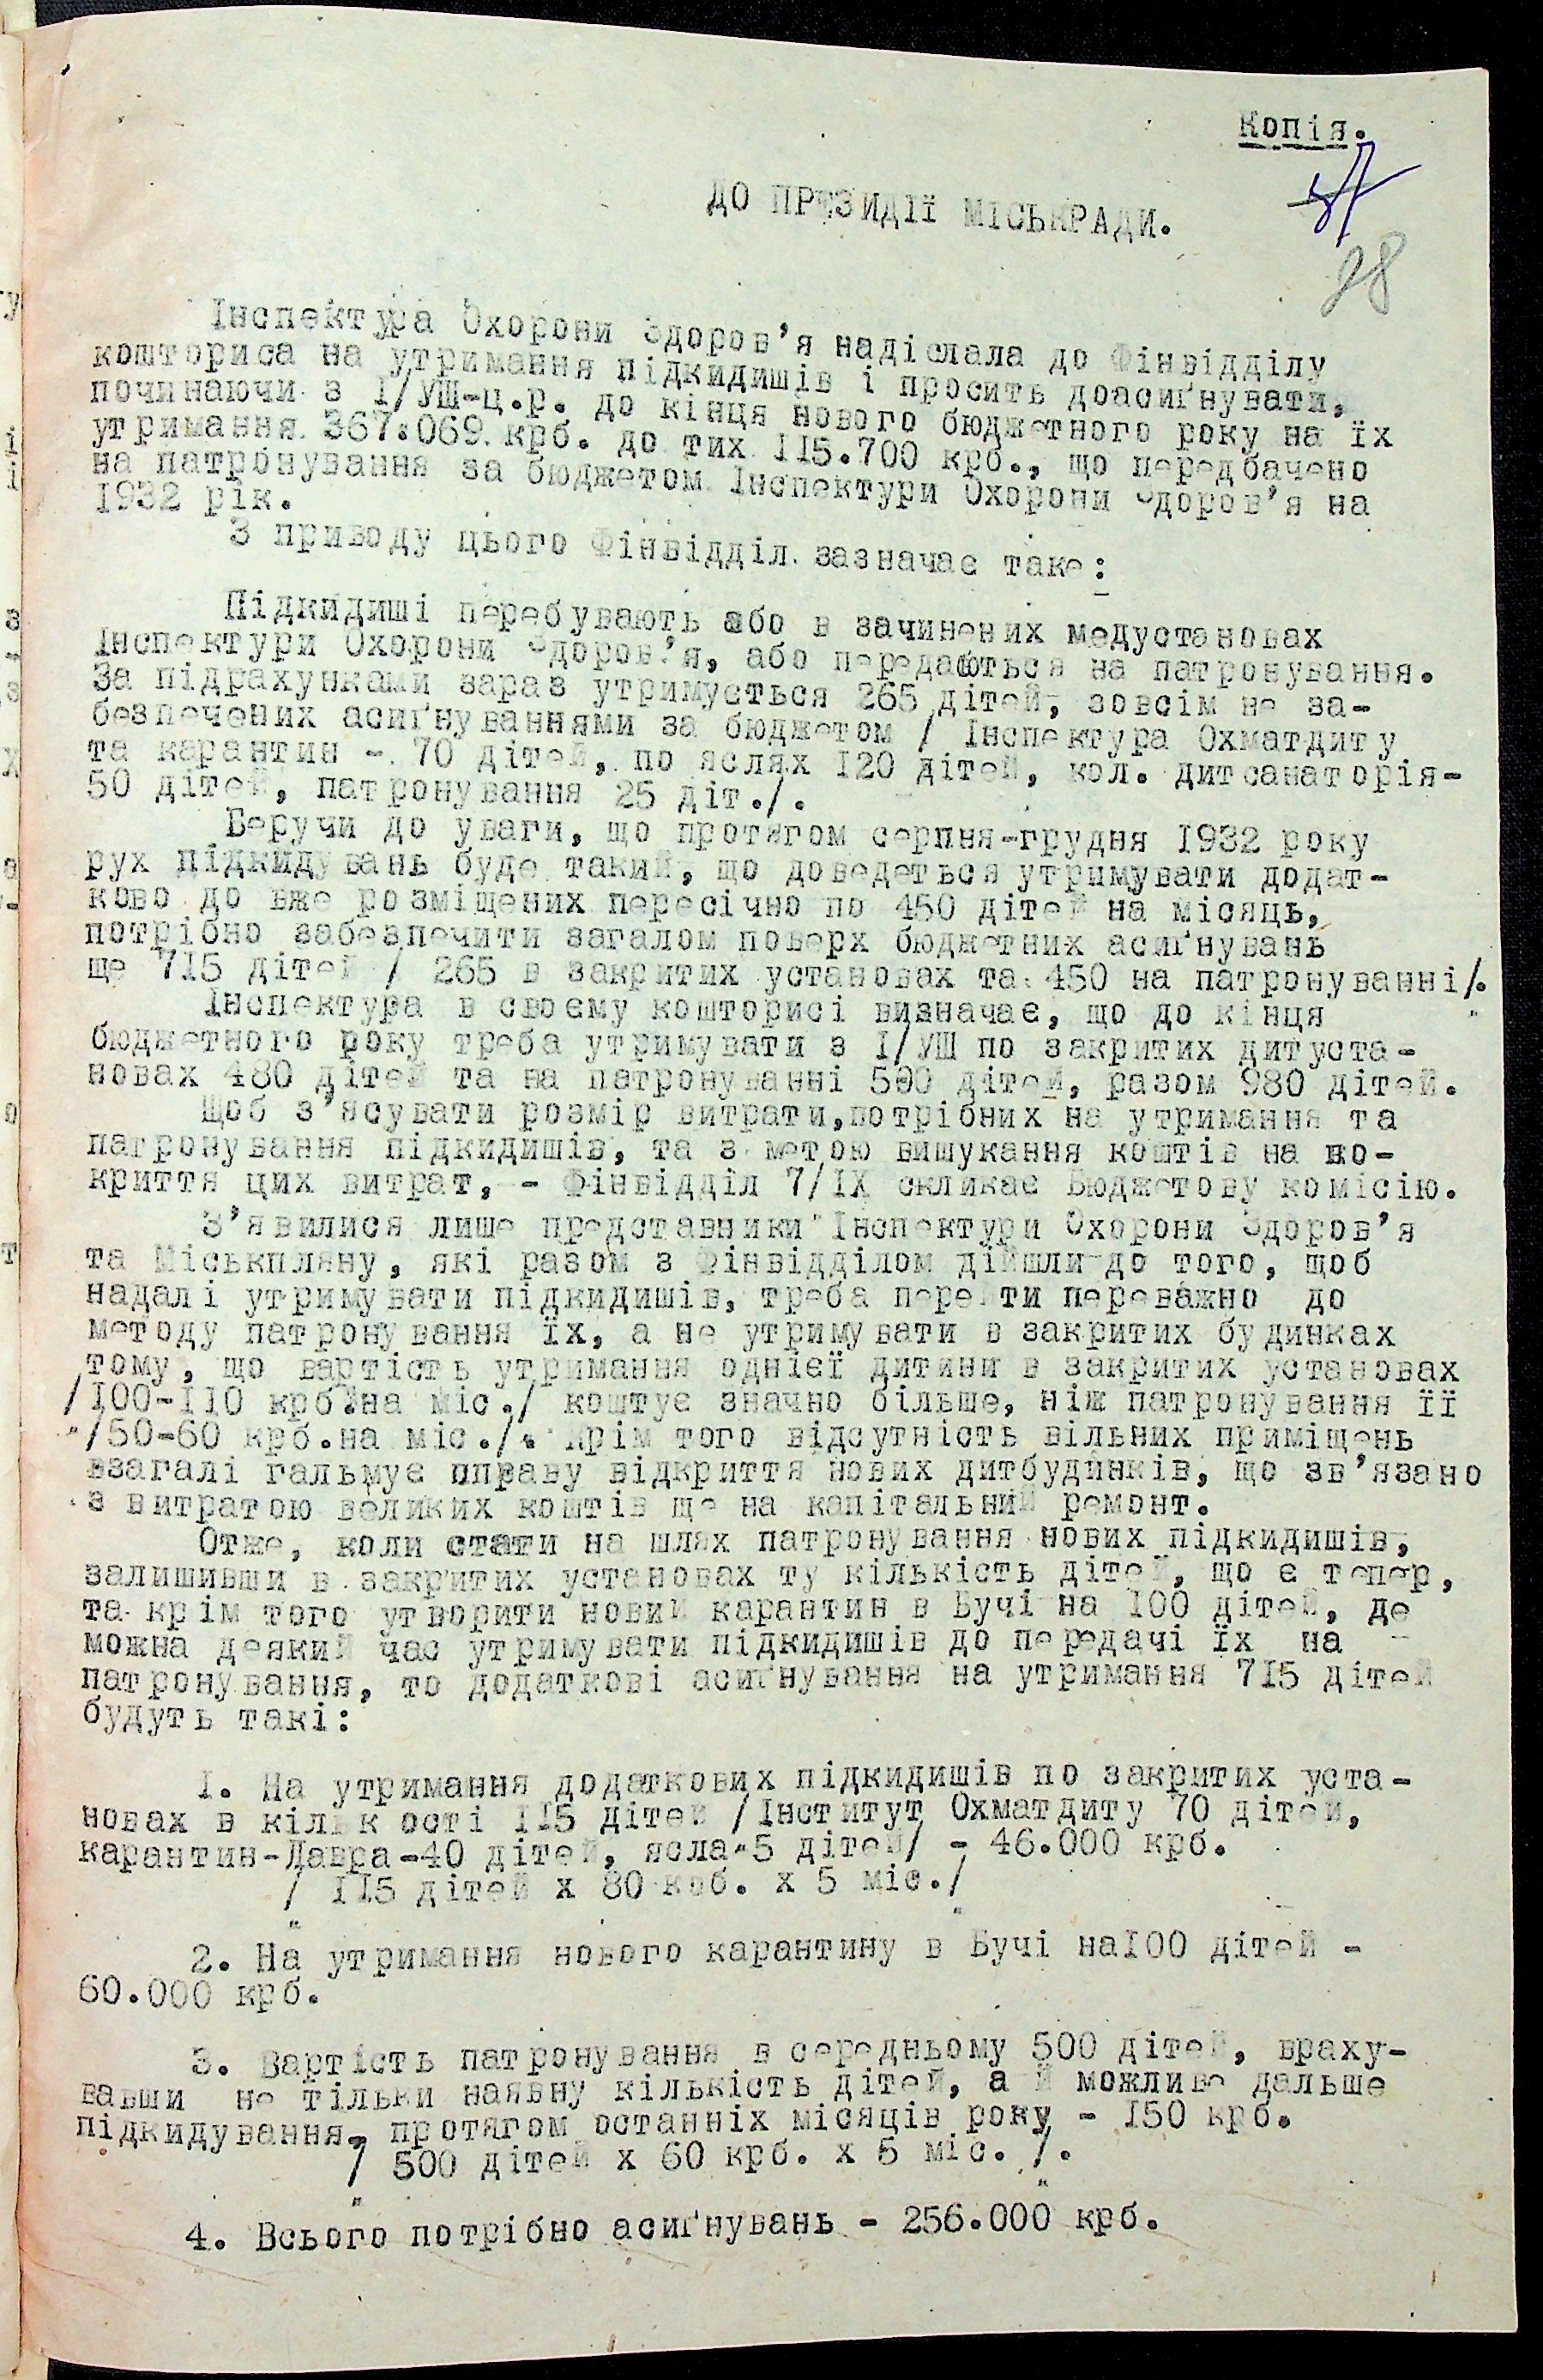 Копія.
57
28
ДО ПРЕЗИДІЇ МІСЬКРАДИ.
Інспектура Охорони Здоров'я надіслала до Фінвідділу
кошториса на утримання підкидишів і просить доасиґнувати,
починаючи з І/УШ-ц.р. до кінця нового бюджетного року на їх
утримання 367.069 крб. до тих 115.700 крб., що передбачено
на патронування за бюджетом Інспектури Охорони Здоров'я на
1932 рік.
З приводу цього Фінвідділ зазначає таке:
Підкидиші перебувають або в зачинених медустановах
Інспектури Охорони Здоров'я, або передаються на патронування.
За підрахунками зараз утримується 265 дітей, зовсім не за-
безпечених асиґнуваннями за бюджетом / Інспектура Охматдиту
та карантин - 70 дітей, по яслях 120 дітей, кол. дитсанаторія-
50 дітей, патронування 25 діт./.
Беручи до уваги, що протягом серпня-грудня 1932 року
рух підкидувань буде такий, що доведеться утримувати додат-
ково до вже розміщених пересічно по 450 дітей на місяць,
потрібно забезпечити загалом поверх бюджетних асиґнувань
ще 715 дітей / 265 в закритих установах та 450 на патронуванні/.
Інспектура в своєму кошторисі визначає, що до кінця
бюджетного року треба утримувати з І/УШ по закритих дитуста-
новах 480 дітей та на патронуванні 500 дітей, разом 980 дітей.
Щоб з'ясувати розмір витрати,потрібних на утримання та
патронування підкидишів, та з метою вишукання коштів на по-
криття цих витрат, - Фінвідділ 7/ІХ скликає Бюджетову комісію.
З'явилися лише представники Інспектури Охорони Здоров'я
та Міськпляну, які разом з Фінвідділом дійшли до того, щоб
надалі утримувати підкидишів, треба перейти переважно до
методу патронування їх, а не утримувати в закритих будинках
тому, що вартість утримання однієї дитини в закритих установах
/100-110 крб.на міс./ коштує значно більше, ніж патронування її
/50-60 крб.на міс./. Крім того відсутність вільних приміщень
взагалі гальмує справу відкриття нових дитбудинків, що зв'язано
з витратою великих коштів ще на капітальний ремонт.
Отже, коли стати на шлях патронування нових підкидишів,
залишивши в закритих установах ту кількість дітей, що є тепер,
та крім того утворити новий карантин в Бучі на 100 дітей, де
можна деякий час утримувати підкидишів до передачі їх на -
патронування, то додаткові асиґнування на утримання 715 дітей
будуть такі:
1. На утримання додаткових підкидишів по закритих уста-
новах в кількості 115 дітей /Інститут Охматдиту 70 дітей,
карантин-Лавра-40 дітей, ясла-5 дітей/ - 46.000 крб.
/ 115 дітей х 80 крб. х 5 міс./
2. На утримання нового карантину в Бучі на100 дітей -
60.000 крб.
3. Вартість патронування в середньому 500 дітей, враху-
вавши не тільки наявну кількість дітей, а й можливе дальше
підкидування, протягом останніх місяців року - 150 крб.
/ 500 дітей х 60 крб. х 5 міс. /.
4. Всього потрібно асиґнувань - 256.000 крб.